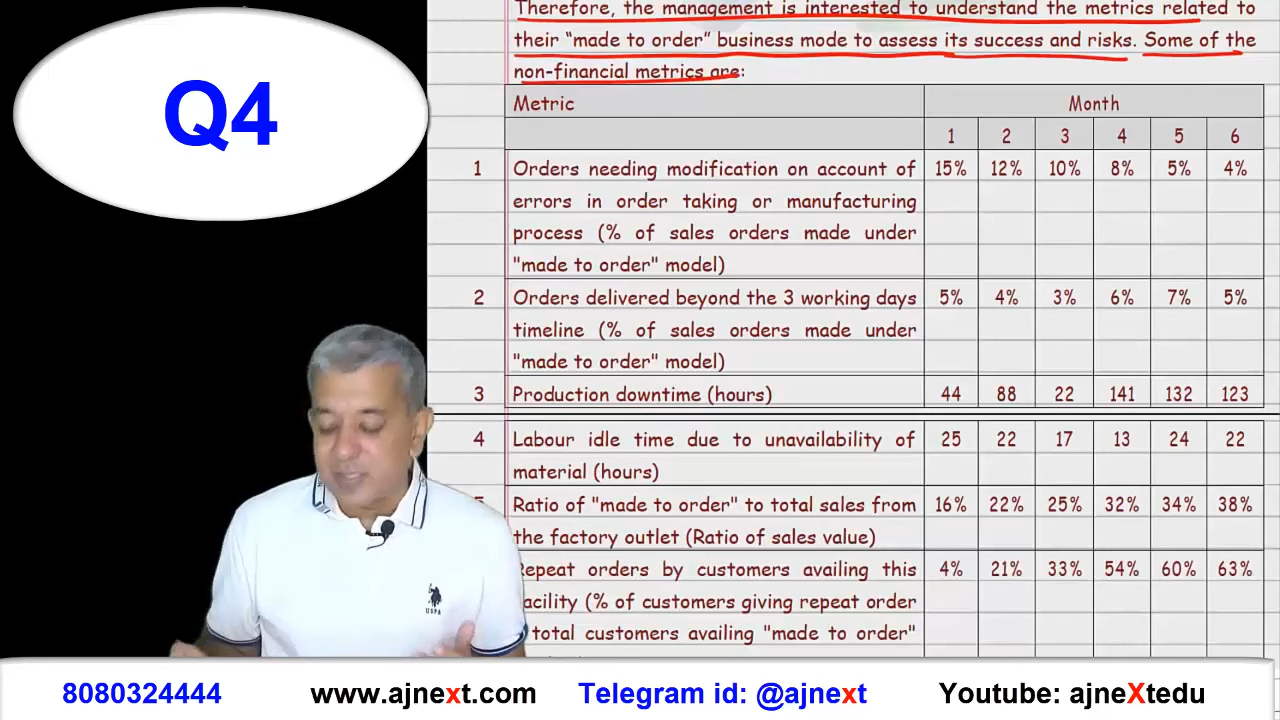 Q4
Therefore, the management is interested to understand the metrics related to
their "made to order" business mode to assess its success and risks. Some of the
non-financial metrics are:
Metric Month
1 2 3 4 5 6
1 Orders needing modification on account of 15% 12% 10% 8% 5% 4%
errors in order taking or manufacturing
process (% of sales orders made under
"made to order" model)
2 Orders delivered beyond the 3 working days 5% 4% 3% 6% 7% 5%
timeline (% of sales orders made under
"made to order" model)
3 Production downtime (hours) 44 88 22 141 132 123
4 Labour idle time due to unavailability of 25 22 17 13 24 22
material (hours)
Ratio of "made to order" to total sales from 16% 22% 25% 32% 34% 38%
the factory outlet (Ratio of sales value)
Repeat orders by customers availing this 4% 21% 33% 54% 60% 63%
facility (% of customers giving repeat order
total customers availing "made to order"
USPA
8080324444 www.ajnext.com Telegram id: @ajnext Youtube: ajneXtedu